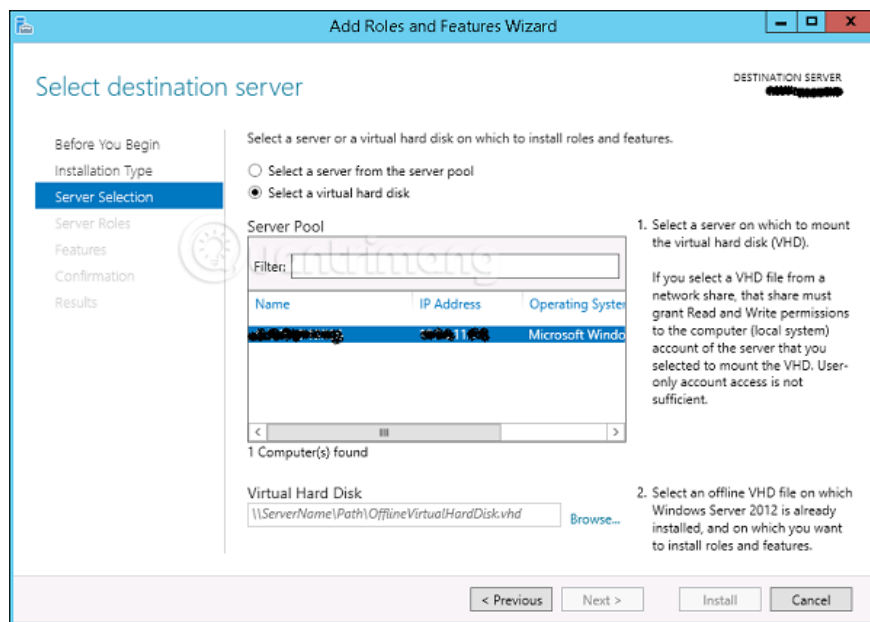 Add Roles and Features Wizard
Select destination server
DESTINATION SERVER
Before You Begin
Installation Type
Server Selection
Server Roles
Features
Confirmation
Results
Select a server or a virtual hard disk on which to install roles and features.
Select a server from the server pool
Select a virtual hard disk
Server Pool
Filter:
Name IP Address Operating System
Microsoft Windo
1 Computer(s) found
Virtual Hard Disk
\\ServerName\Path\OfflineVirtualHardDisk.vhd
Browse...
1. Select a server on which to mount
the virtual hard disk (VHD).
If you select a VHD file from a
network share, that share must
grant Read and Write permissions
to the computer (local system)
account of the server that you
selected to mount the VHD. User-
only account access is not
sufficient.
2. Select an offline VHD file on which
Windows Server 2012 is already
installed, and on which you want
to install roles and features.
< Previous
Next >
Install
Cancel
quantrimang